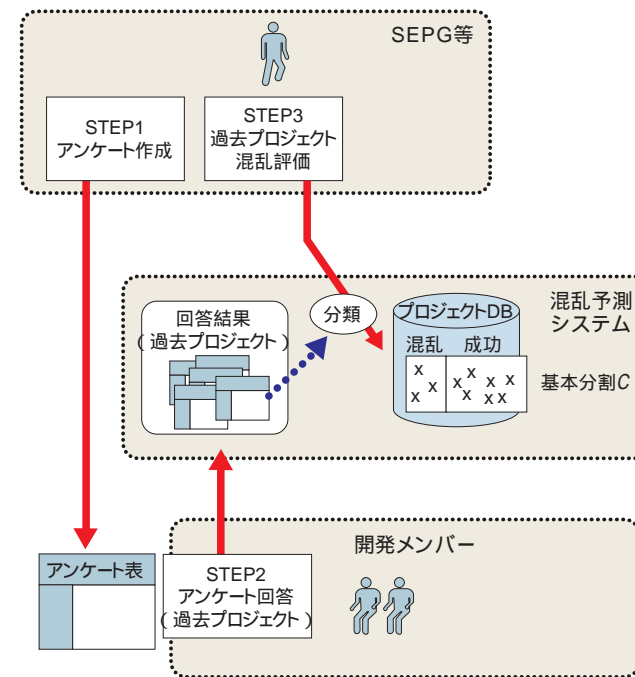 SEPG等
STEP1
アンケート作成
STEP3
過去プロジェクト
混乱評価
混乱予測
システム
分類
プロジェクトDB
回答結果
(過去プロジェクト)
混乱 成功
x x x x x x x x x
基本分割C
開発メンバー
アンケート表
STEP2
アンケート回答
(過去プロジェクト)